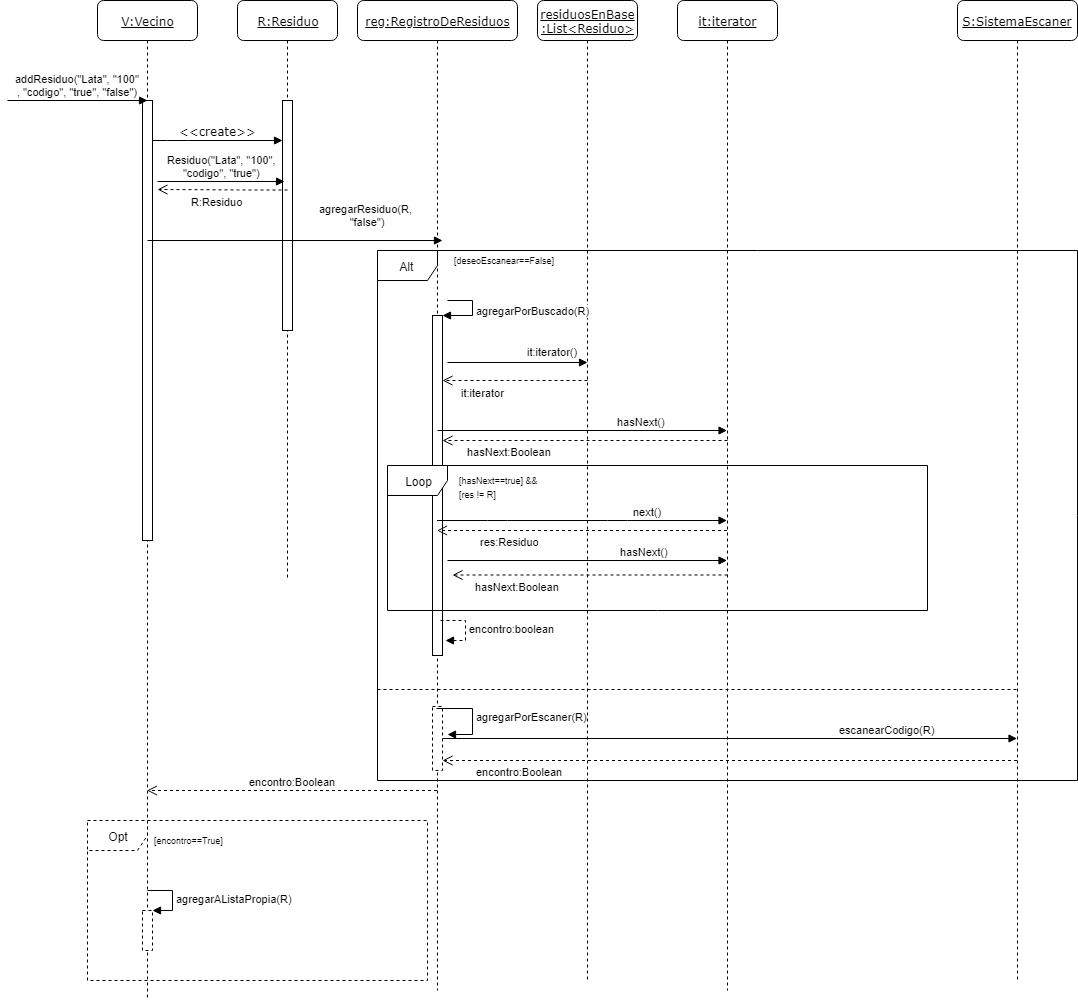 V:Vecino
R:Residuo
reg:RegistroDeResiduos
residuosEnBase
:List<Residuo>
it:iterator
S:SistemaEscaner
addResiduo("Lata", "100"
, "codigo", "true", "false")
<<create>>
Residuo("Lata", "100",
"codigo", "true")
R:Residuo
agregarResiduo(R,
"false")
Alt
[deseoEscanear==False]
agregarPorBuscado(R)
it:iterator()
it:iterator
hasNext()
hasNext:Boolean
Loop
[hasNext==true] &&
[res != R]
next()
res:Residuo
hasNext()
hasNext:Boolean
encontro:boolean
agregarPorEscaner(R)
escanearCodigo(R)
encontro:Boolean
encontro:Boolean
Opt
[encontro==True]
agregarAListaPropia(R)